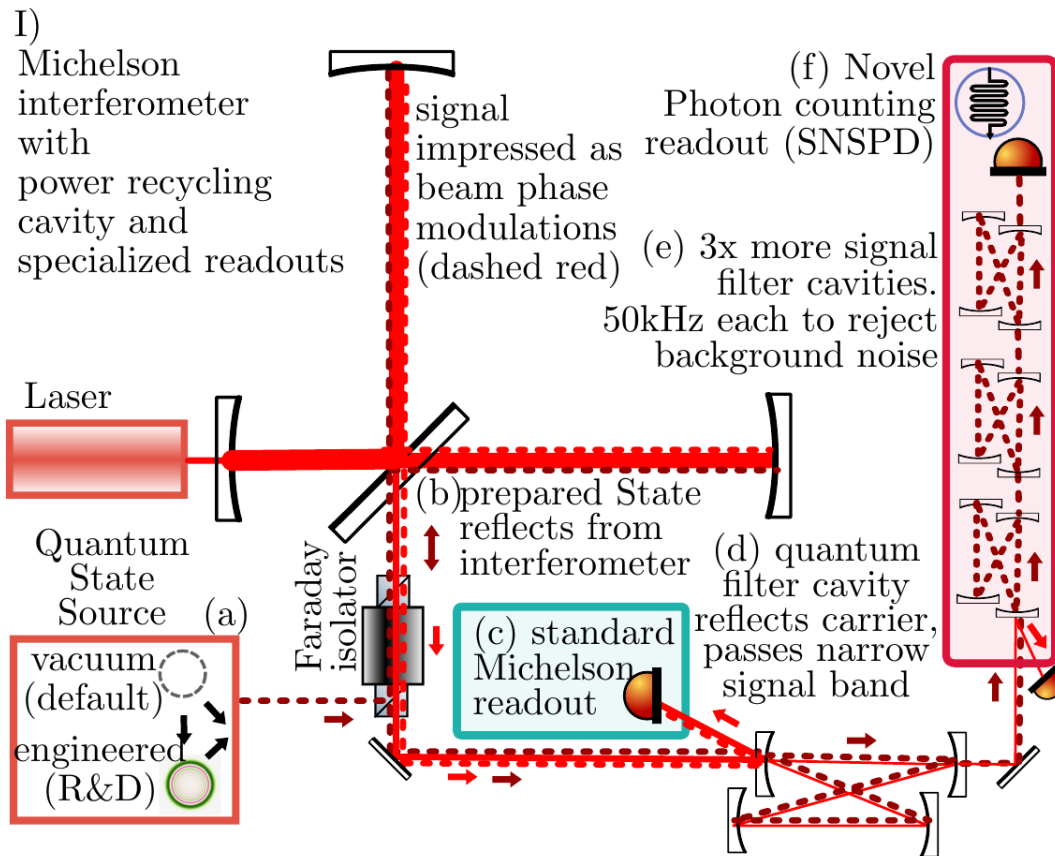 I)
Michelson
interferometer
with
power recycling
cavity and
specialized readouts
signal
impressed as
beam phase
modulations
(dashed red)
(f) Novel
Photon counting
readout (SNSPD)
(e) 3x more signal
filter cavities.
50kHz each to reject
background noise
Laser
(b) prepared State
reflects from
interferometer
Quantum
State
Source
(a)
vacuum
(default)
engineered
(R&D)
Faraday
isolator
(c) standard
Michelson
readout
(d) quantum
filter cavity
reflects carrier,
passes narrow
signal band